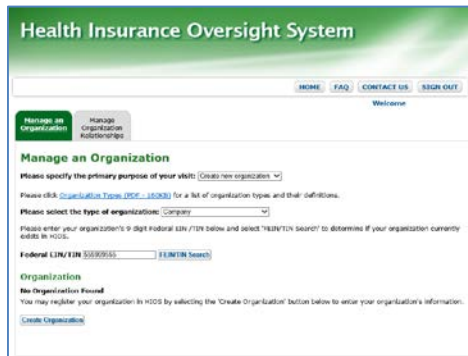 Health Insurance Oversight System
HOME FAQ CONTACT US SIGN OUT
Welcome
Manage an
Organization
Manage
Organization
Relationships
Manage an Organization
Please specify the primary purpose of your visit: Create new organization
Please click Organization Types (PDF - 180KB) for a list of organization types and their definitions.
Please select the type of organization: Company
Please enter your organization's 9 digit Federal EIN /TIN below and select 'FEIN/TIN Search' to determine if your organization currently
exists in HIOS.
Federal EIN/TIN FEIN/TIN Search
Organization
No Organization Found
You may register your organization in HIOS by selecting the 'Create Organization' button below to enter your organization's information.
Create Organization